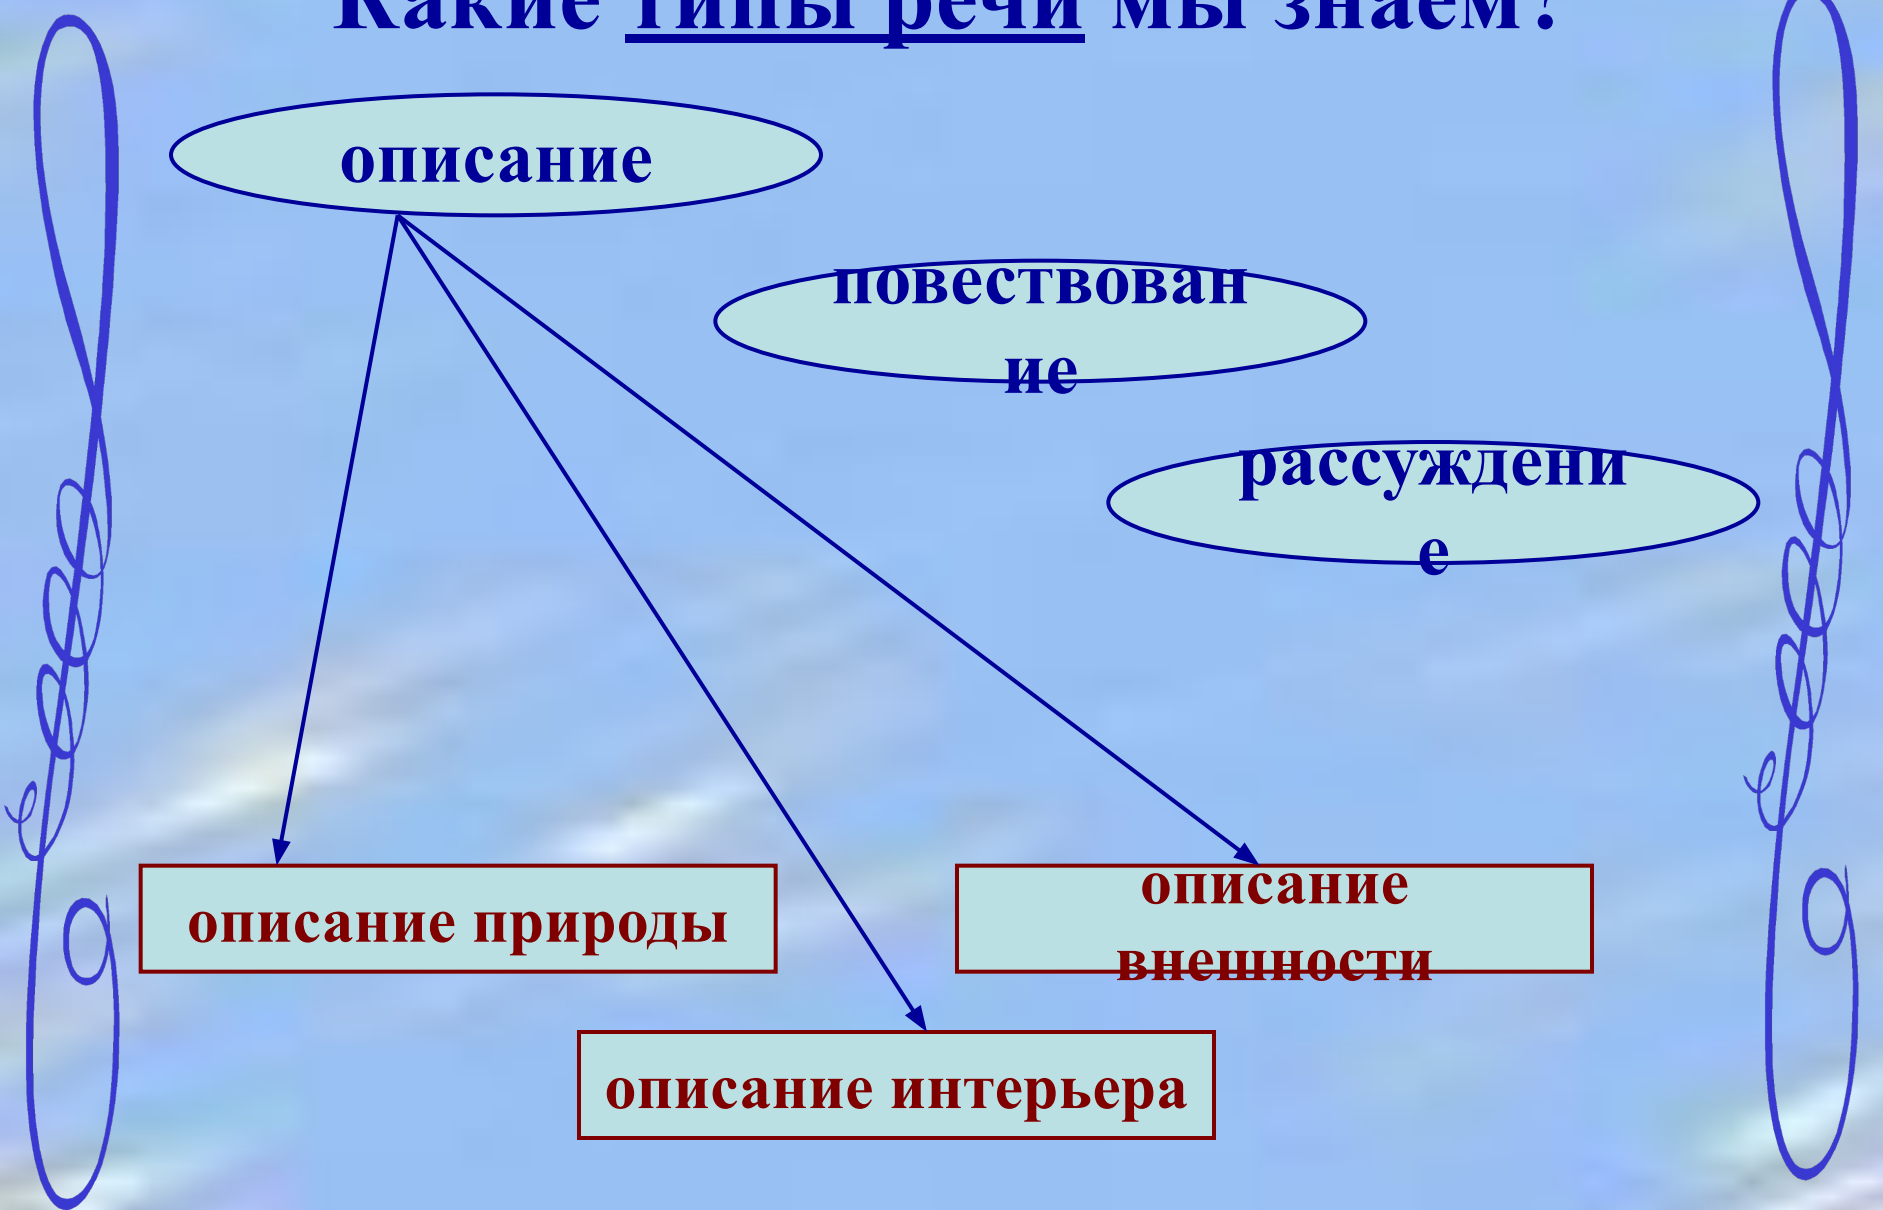 Какие типы речи мы знаем?
описание
повествован
ие
рассуждени
е
описание природы
описание
внешности
описание интерьера